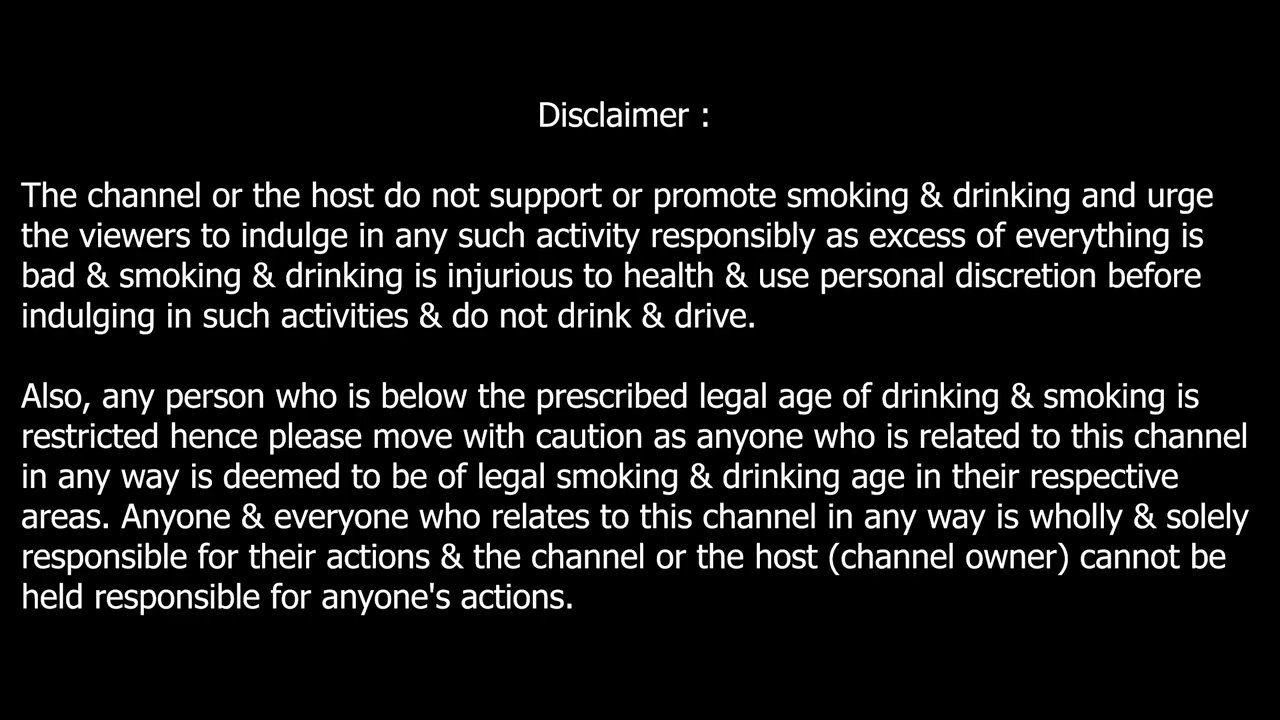 Disclaimer :
The channel or the host do not support or promote smoking & drinking and urge
the viewers to indulge in any such activity responsibly as excess of everything is
bad & smoking & drinking is injurious to health & use personal discretion before
indulging in such activities & do not drink & drive.
Also, any person who is below the prescribed legal age of drinking & smoking is
restricted hence please move with caution as anyone who is related to this channel
in any way is deemed to be of legal smoking & drinking age in their respective
areas. Anyone & everyone who relates to this channel in any way is wholly & solely
responsible for their actions & the channel or the host (channel owner) cannot be
held responsible for anyone's actions.